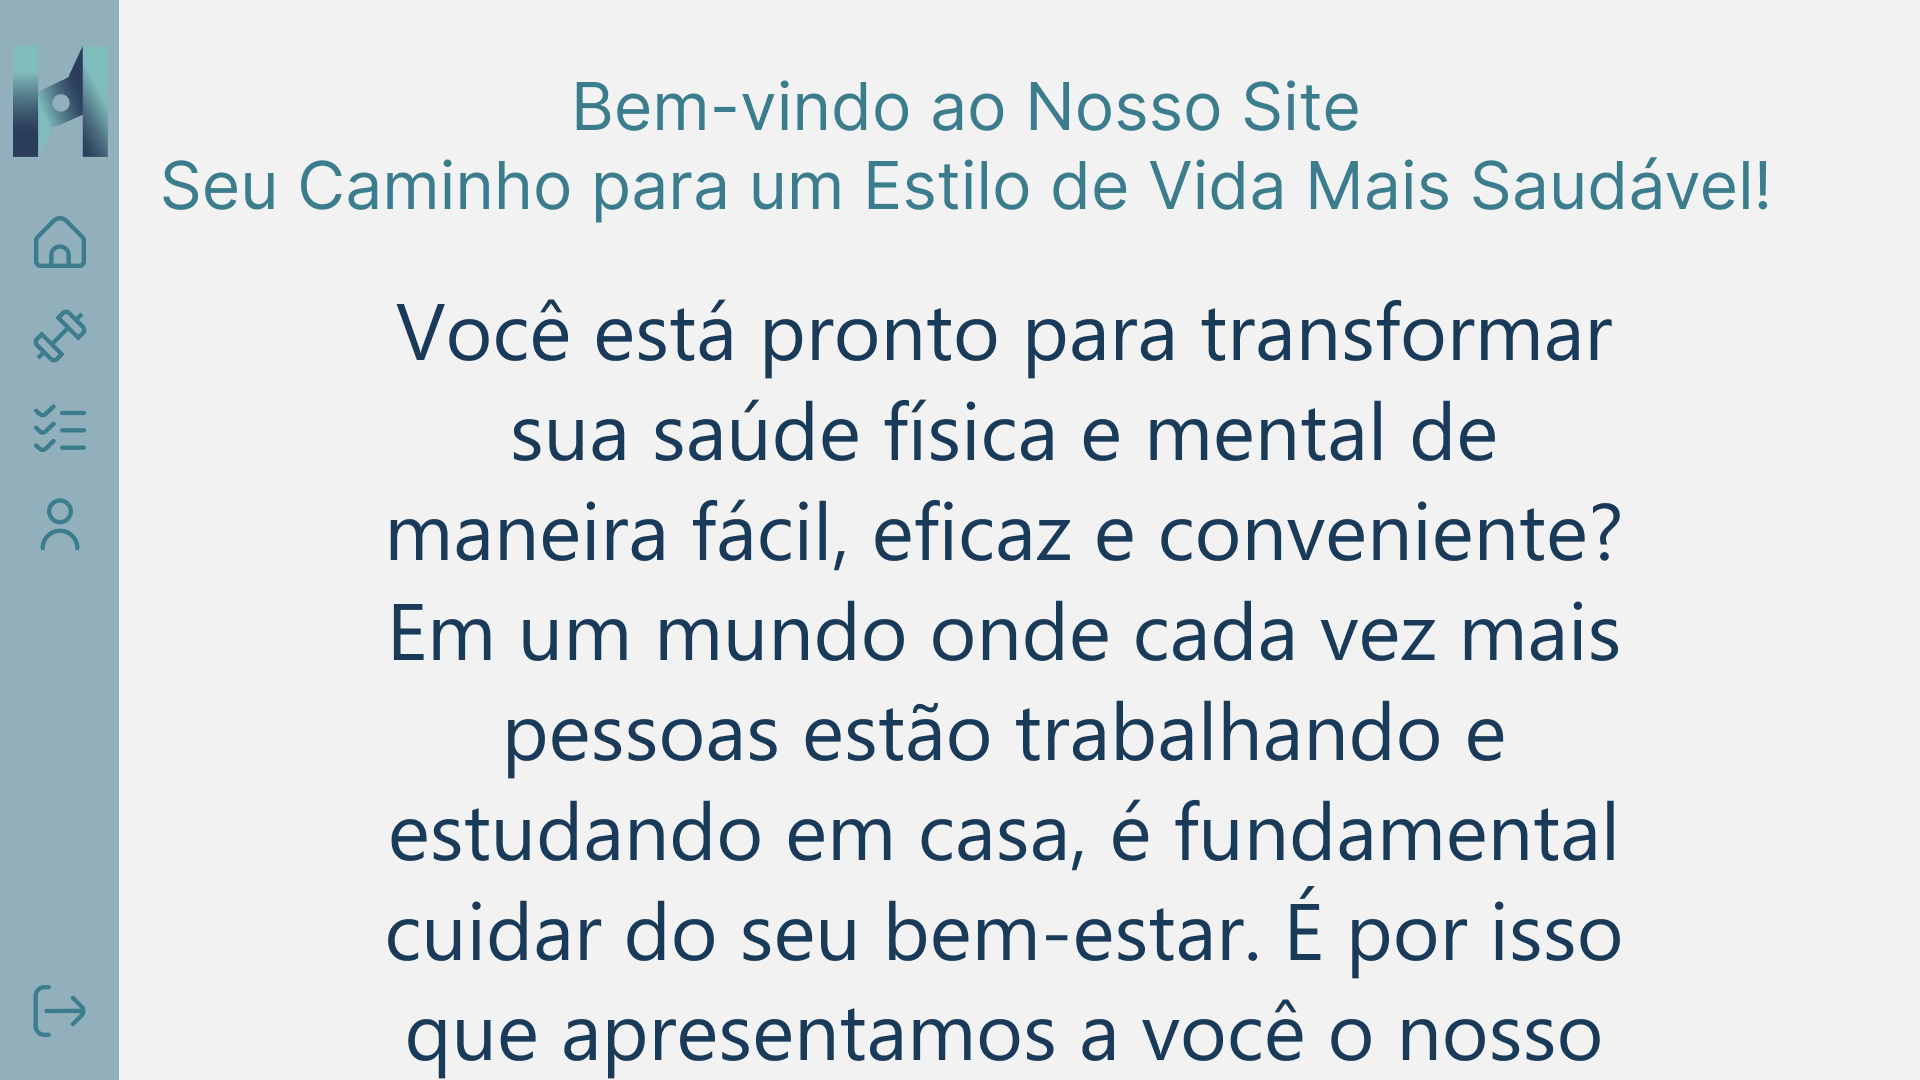 Bem-vindo ao Nosso Site
Seu Caminho para um Estilo de Vida Mais Saudável!
Você está pronto para transformar
sua saúde física e mental de
maneira fácil, eficaz e conveniente?
Em um mundo onde cada vez mais
pessoas estão trabalhando e
estudando em casa, é fundamental
cuidar do seu bem-estar. É por isso
que apresentamos a você o nosso